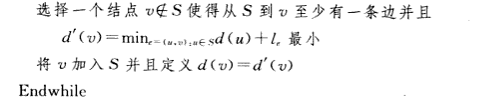 选择一个结点 v∉S 使得从 S 到 v 至少有一条边并且
d′(v)=min_{e=(u,v):u∈S}d(u)+l_e 最小
将 v 加入 S 并且定义 d(v)=d′(v)
Endwhile